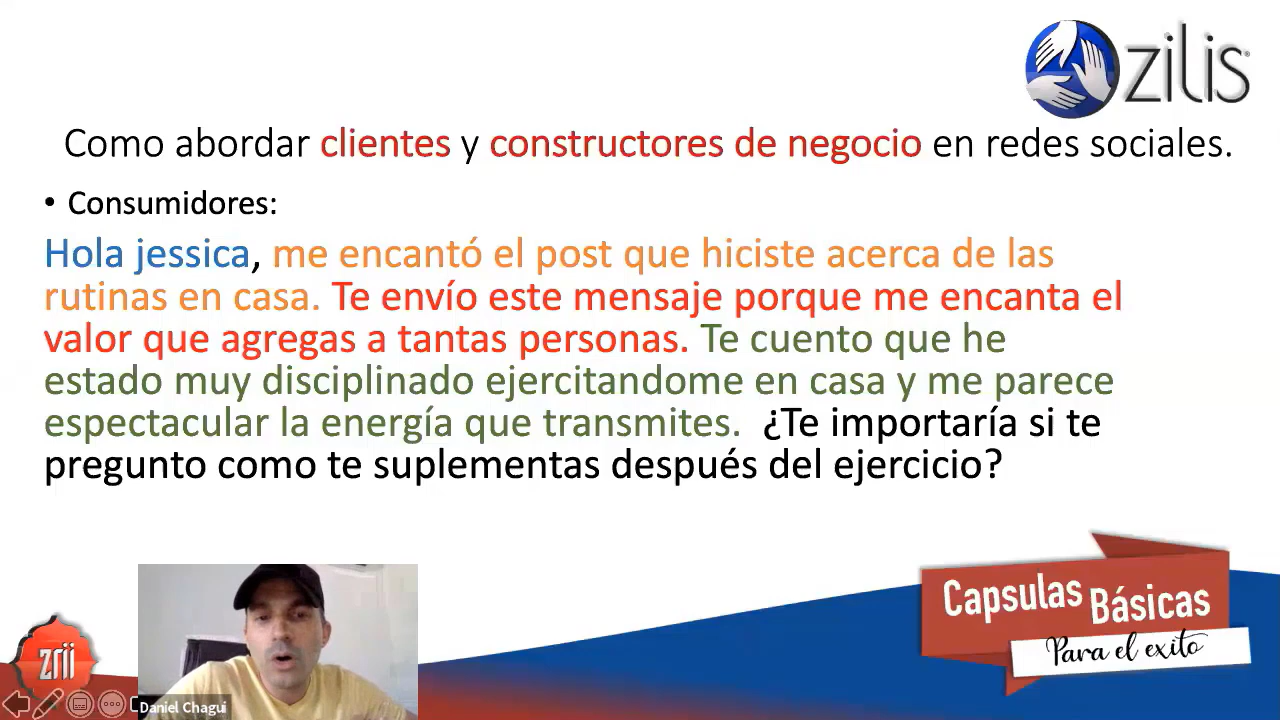 zilis®
Como abordar clientes y constructores de negocio en redes sociales.
• Consumidores:
Hola jessica, me encantó el post que hiciste acerca de las
rutinas en casa. Te envío este mensaje porque me encanta el
valor que agregas a tantas personas. Te cuento que he
estado muy disciplinado ejercitandome en casa y me parece
espectacular la energía que transmites. ¿Te importaría si te
pregunto como te suplementas después del ejercicio?
Capsulas Básicas
Para el exito
zrii
Daniel Chagui